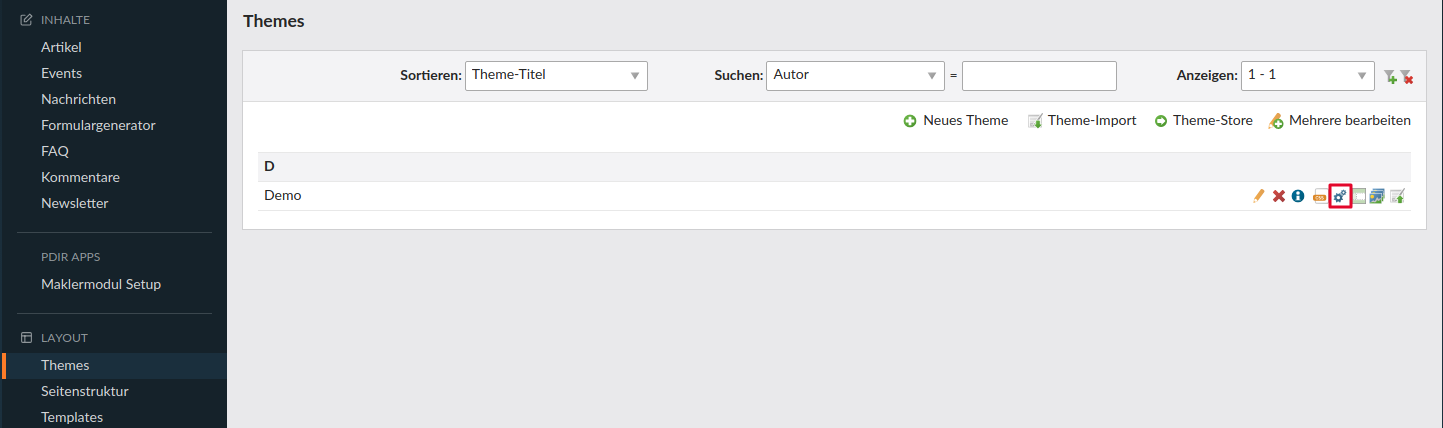 INHALTE
Artikel
Events
Nachrichten
Formulargenerator
FAQ
Kommentare
Newsletter
PDIR APPS
Maklermodul Setup
LAYOUT
Themes
Seitenstruktur
Templates
Themes
Sortieren: Theme-Titel Suchen: Autor = Anzeigen: 1 - 1
Neues Theme Theme-Import Theme-Store Mehrere bearbeiten
D
Demo